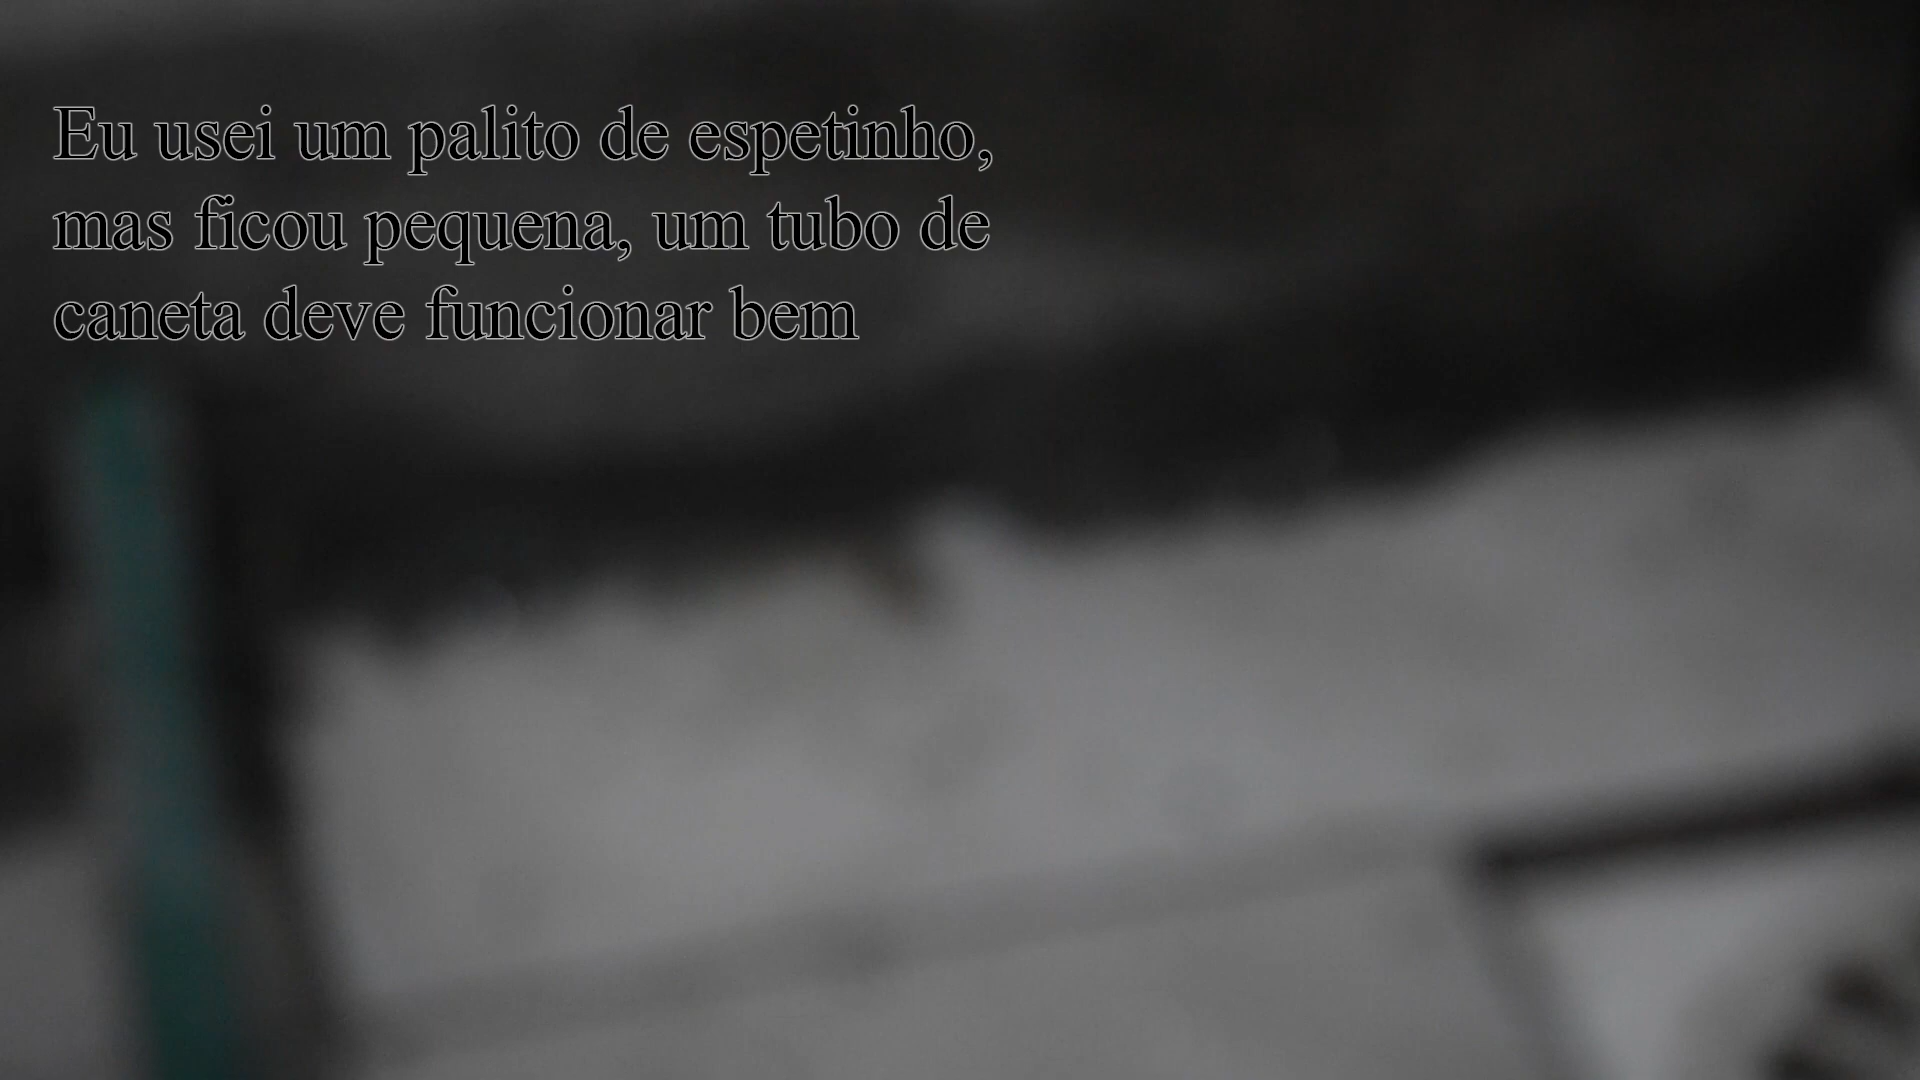 Eu usei um palito de espetinho,
mas ficou pequena, um tubo de
caneta deve funcionar bem